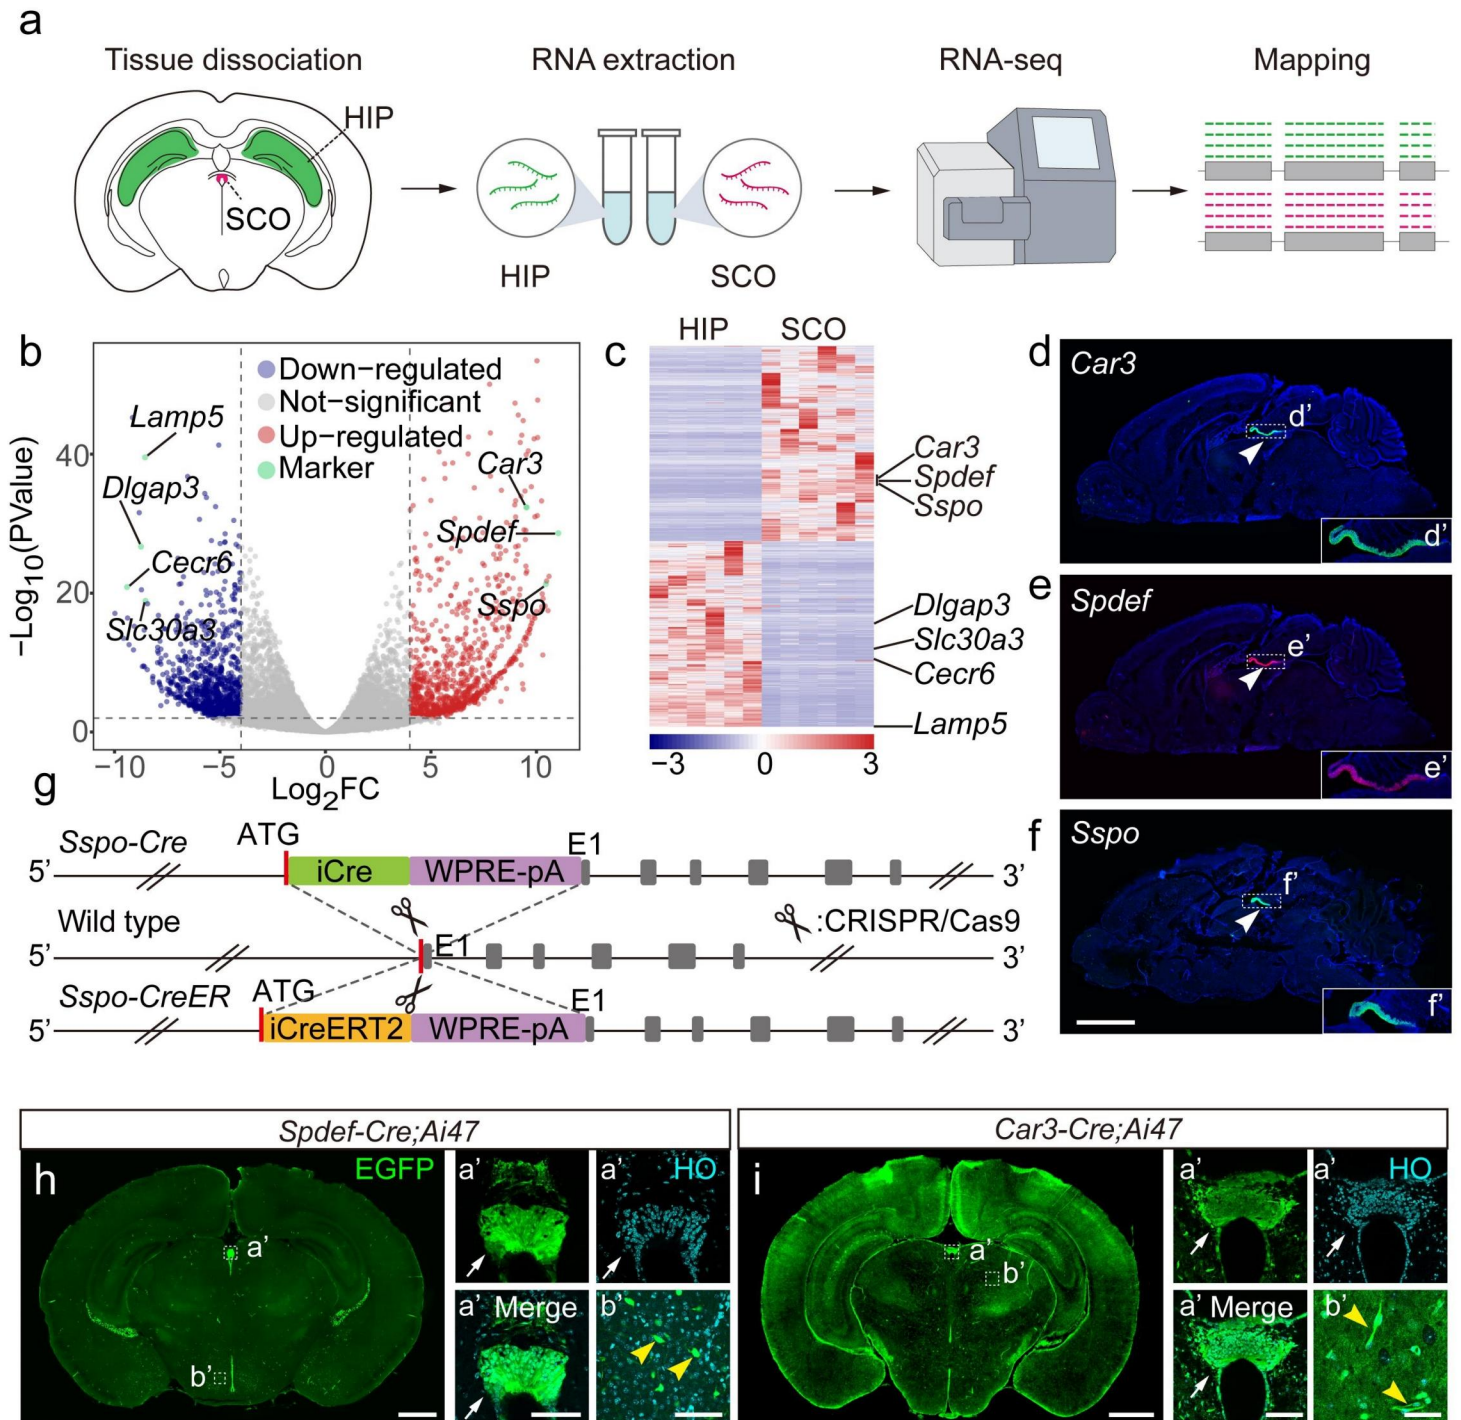 a
Tissue dissociation
RNA extraction
RNA-seq
Mapping
HIP
SCO
HIP
SCO
b
Down−regulated
Not−significant
Up−regulated
Marker
Lamp5
Dlgap3
Cecr6
Slc30a3
Car3
Spdef
Sspo
−Log10(PValue)
40
20
0
−10
−5
0
5
10
Log2FC
c
HIP
SCO
Car3
Spdef
Sspo
Dlgap3
Slc30a3
Cecr6
Lamp5
−3
0
3
d
Car3
d'
d'
e
Spdef
e'
e'
f
Sspo
f'
f'
g
Sspo-Cre
ATG
E1
5'
iCre
WPRE-pA
3'
Wild type
:CRISPR/Cas9
E1
5'
3'
Sspo-CreER
ATG
E1
5'
iCreERT2
WPRE-pA
3'
Spdef-Cre;Ai47
h
EGFP
a'
b'
a'
a'
HO
a'
Merge
b'
Car3-Cre;Ai47
i
a'
b'
a'
a'
HO
a'
Merge
b'